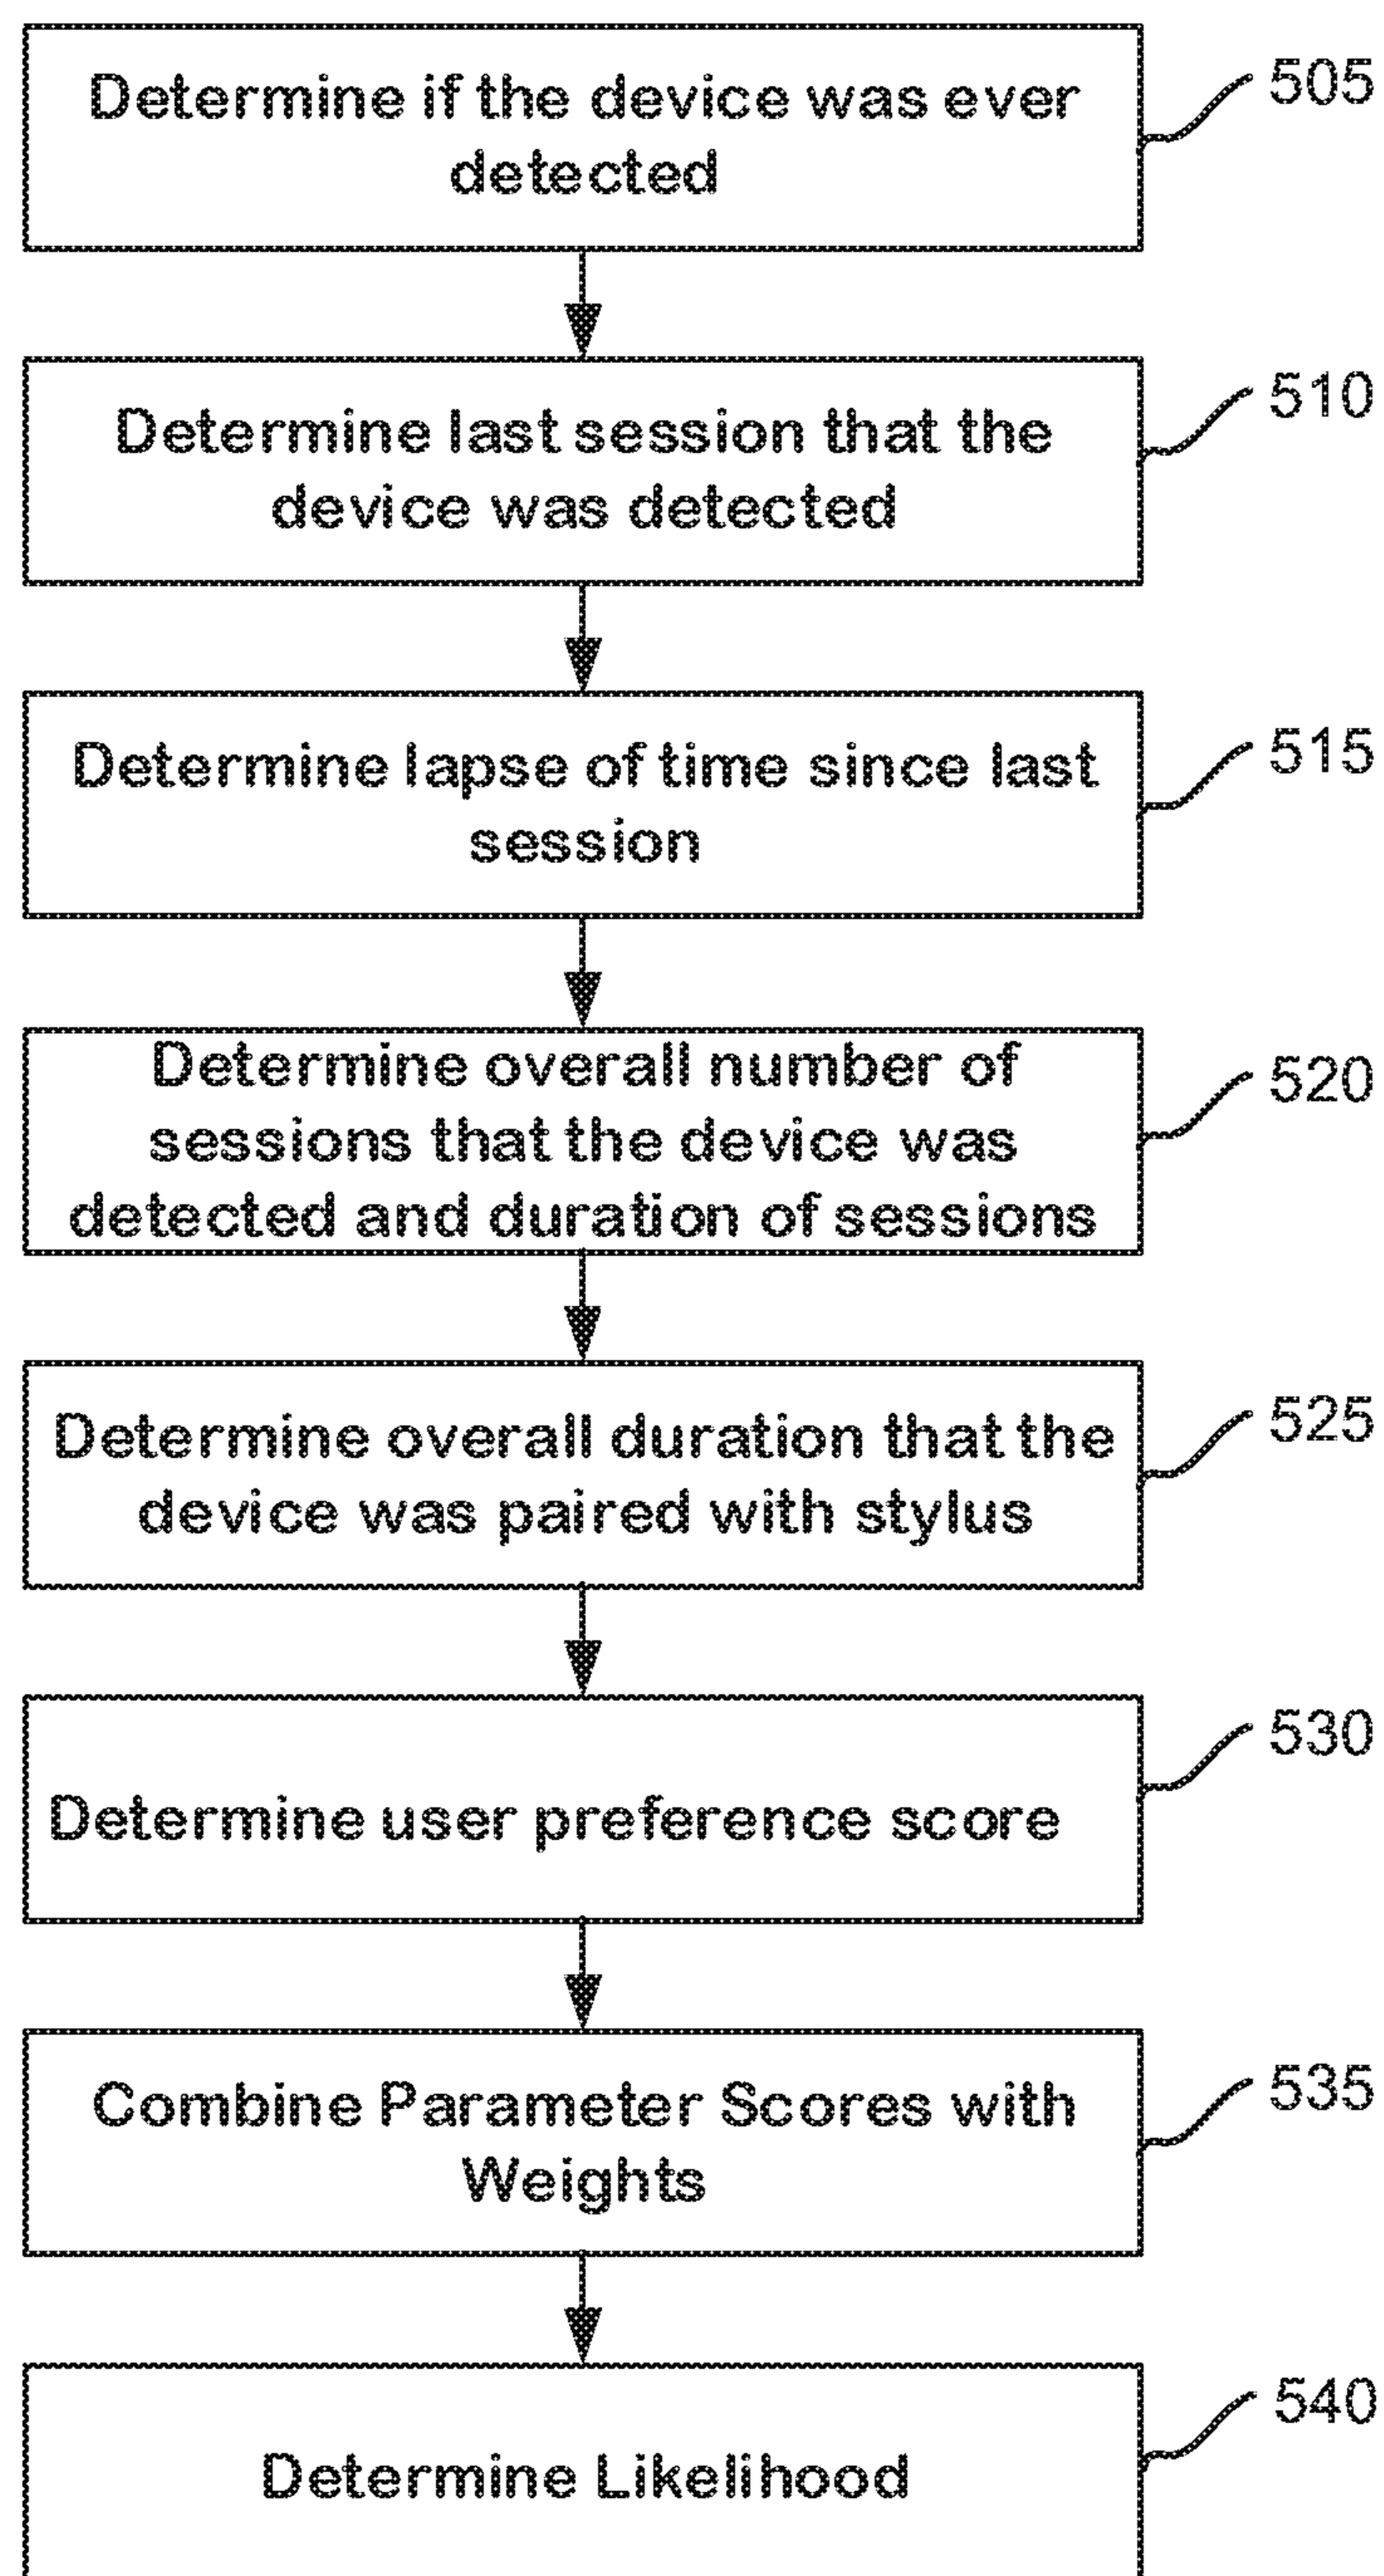 Determine if the device was ever
detected
505
Determine last session that the
device was detected
510
Determine lapse of time since last
session
515
Determine overall number of
sessions that the device was
detected and duration of sessions
520
Determine overall duration that the
device was paired with stylus
525
Determine user preference score
530
Combine Parameter Scores with
Weights
535
Determine Likelihood
540